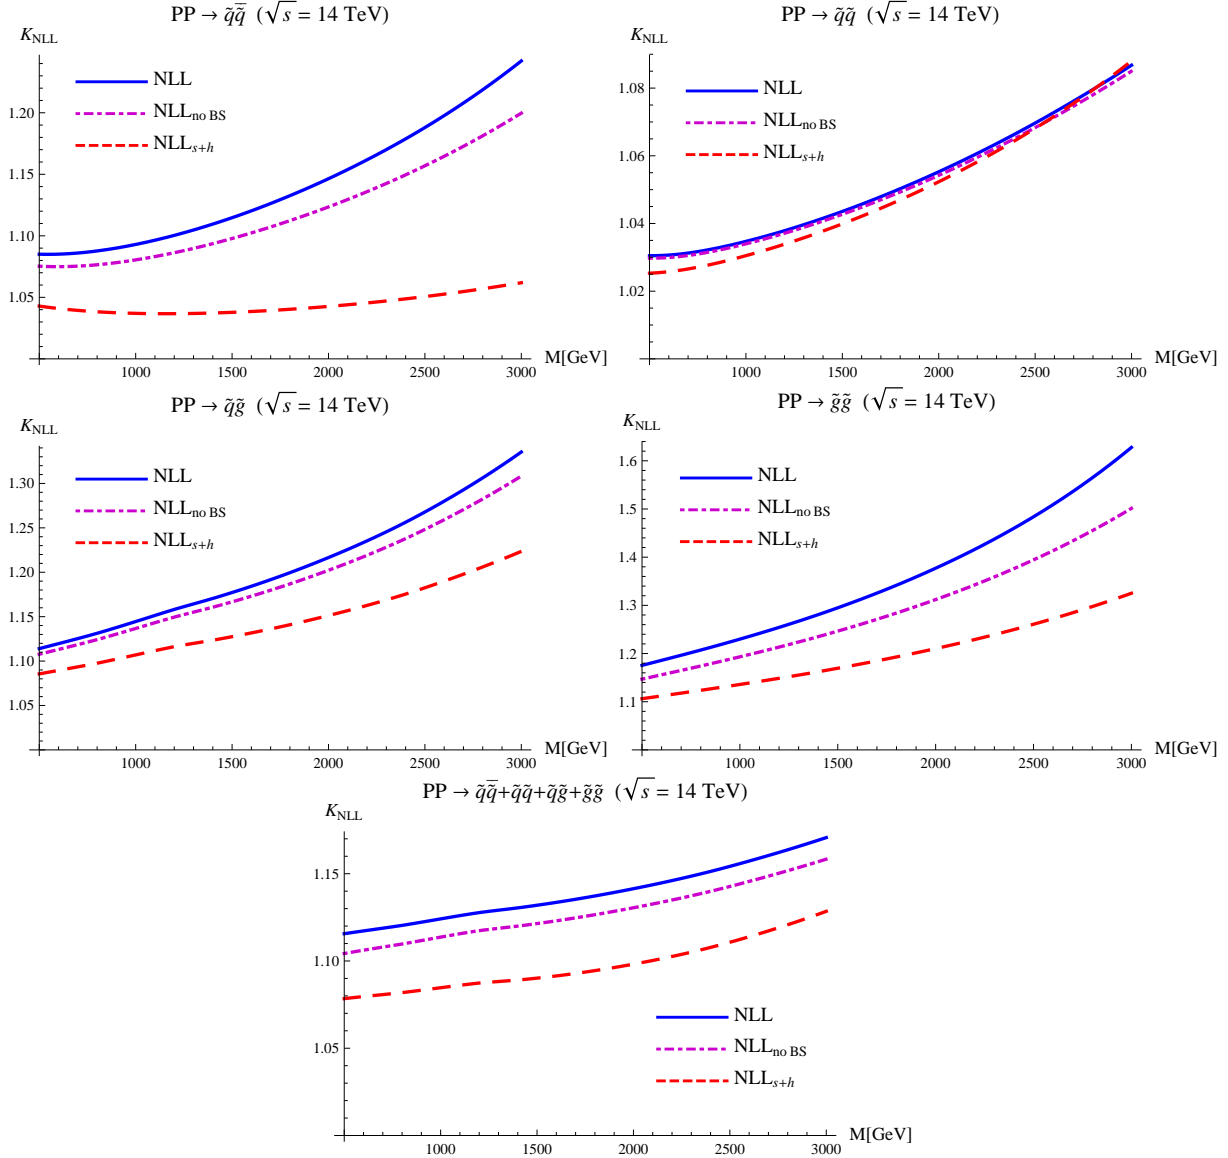 PP → q̃q̃̄ (√s = 14 TeV)
K_NLL
NLL
NLL_no BS
NLL_s+h
1.20
1.15
1.10
1.05
1000 1500 2000 2500 3000
M[GeV]
PP → q̃q̃ (√s = 14 TeV)
K_NLL
NLL
NLL_no BS
NLL_s+h
1.08
1.06
1.04
1.02
1000 1500 2000 2500 3000
M[GeV]
PP → q̃g̃ (√s = 14 TeV)
K_NLL
NLL
NLL_no BS
NLL_s+h
1.30
1.25
1.20
1.15
1.10
1.05
1000 1500 2000 2500 3000
M[GeV]
PP → g̃g̃ (√s = 14 TeV)
K_NLL
NLL
NLL_no BS
NLL_s+h
1.6
1.5
1.4
1.3
1.2
1.1
1000 1500 2000 2500 3000
M[GeV]
PP → q̃q̃̄+q̃q̃+q̃g̃+g̃g̃ (√s = 14 TeV)
K_NLL
1.15
1.10
1.05
NLL
NLL_no BS
NLL_s+h
1000 1500 2000 2500 3000
M[GeV]